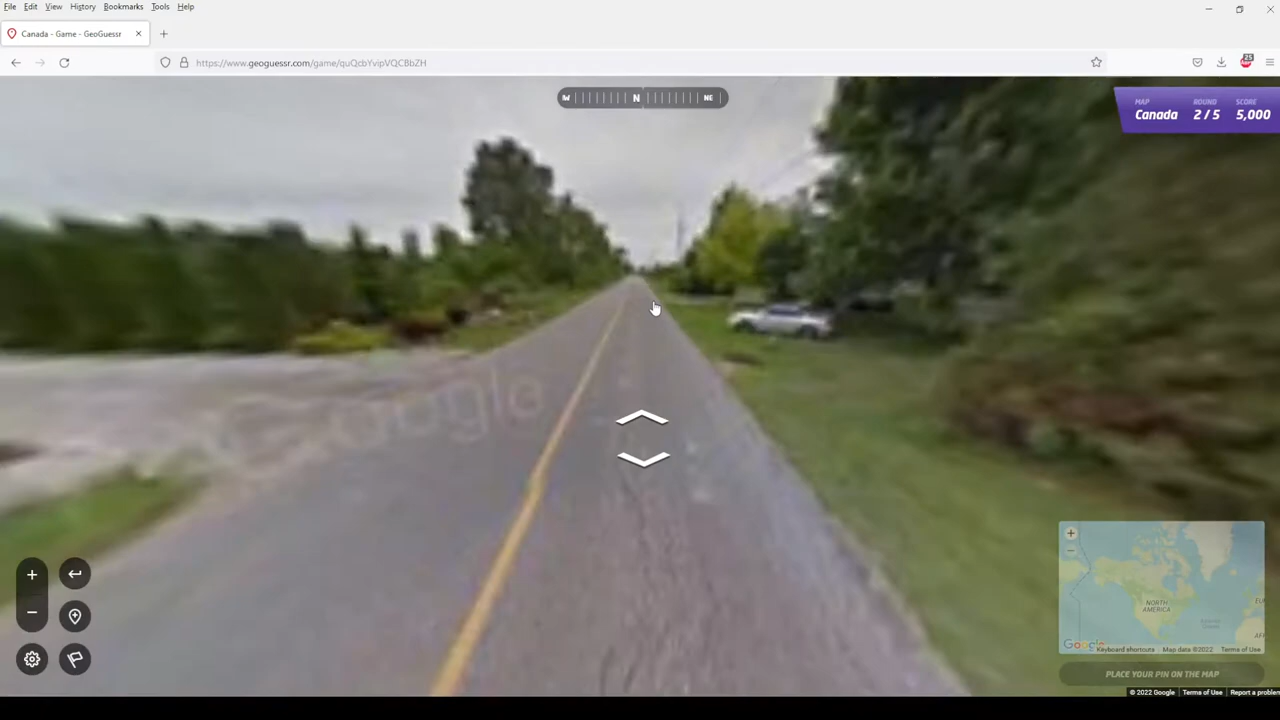 File Edit View History Bookmarks Tools Help
Canada - Game - GeoGuessr
https://www.geoguessr.com/game/quQcbYvipVQCBbZH
25
N NE
MAP ROUND SCORE
Canada 2 / 5 5,000
Google
NORTH
AMERICA
Google Keyboard shortcuts Map data ©2022 Terms of Use
PLACE YOUR PIN ON THE MAP
© 2022 Google Terms of Use Report a problem